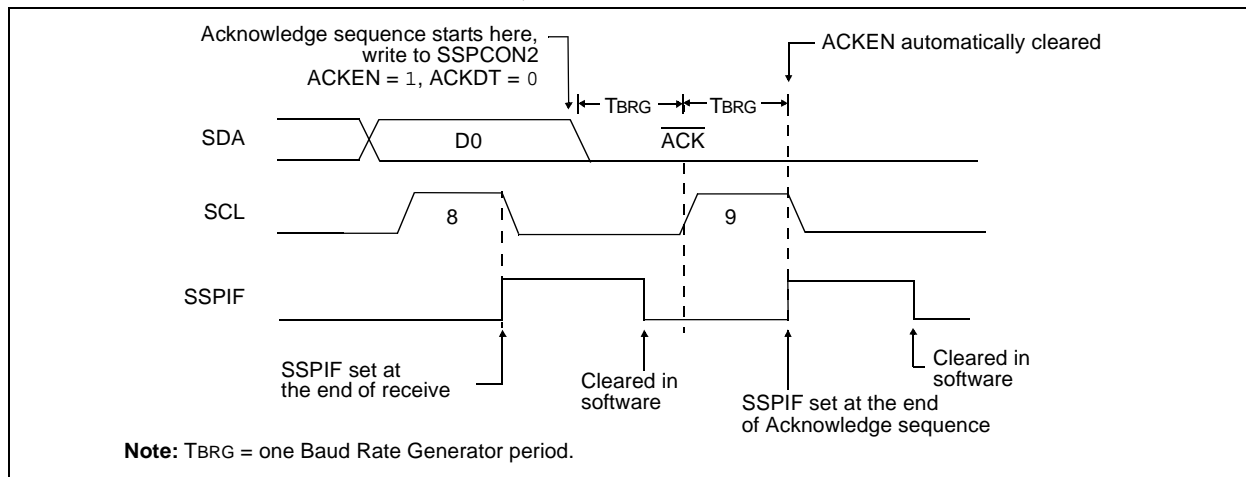 Acknowledge sequence starts here,
write to SSPCON2
ACKEN = 1, ACKDT = 0
ACKEN automatically cleared
TBRG
TBRG
SDA
D0
ACK
SCL
8
9
SSPIF
SSPIF set at
the end of receive
Cleared in
software
SSPIF set at the end
of Acknowledge sequence
Cleared in
software
Note: TBRG = one Baud Rate Generator period.